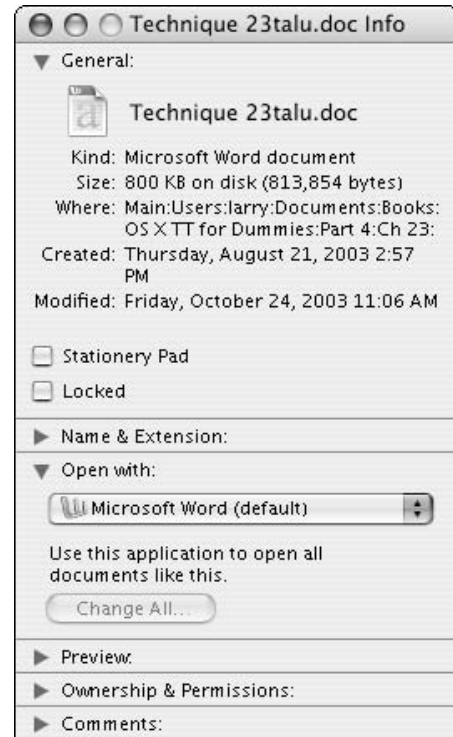 Technique 23talu.doc Info
General:
Technique 23talu.doc
Kind: Microsoft Word document
Size: 800 KB on disk (813,854 bytes)
Where: Main:Users:larry:Documents:Books:
OS X TT for Dummies:Part 4:Ch 23:
Created: Thursday, August 21, 2003 2:57
PM
Modified: Friday, October 24, 2003 11:06 AM
Stationery Pad
Locked
Name & Extension:
Open with:
Microsoft Word (default)
Use this application to open all
documents like this.
Change All...
Preview:
Ownership & Permissions:
Comments: